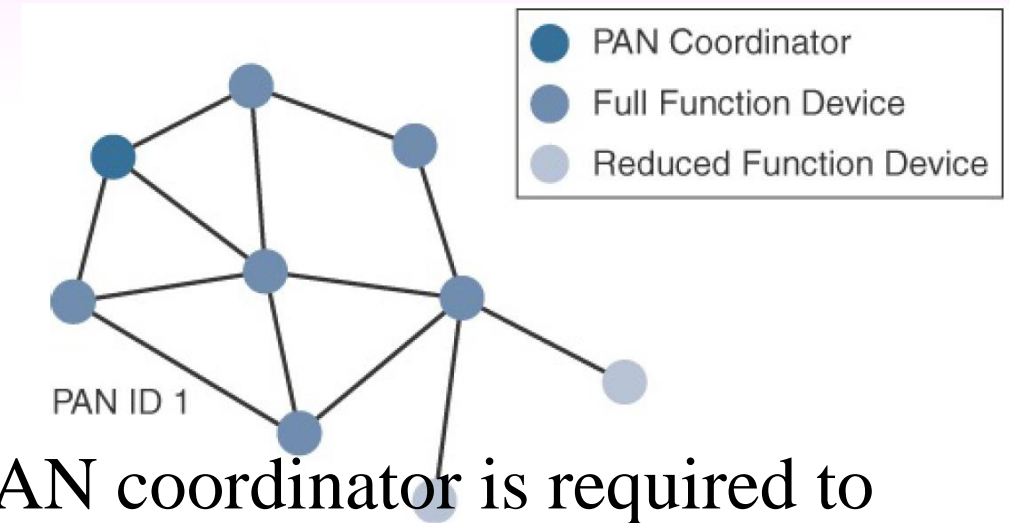 PAN Coordinator
Full Function Device
Reduced Function Device
PAN ID 1
AN coordinator is required to